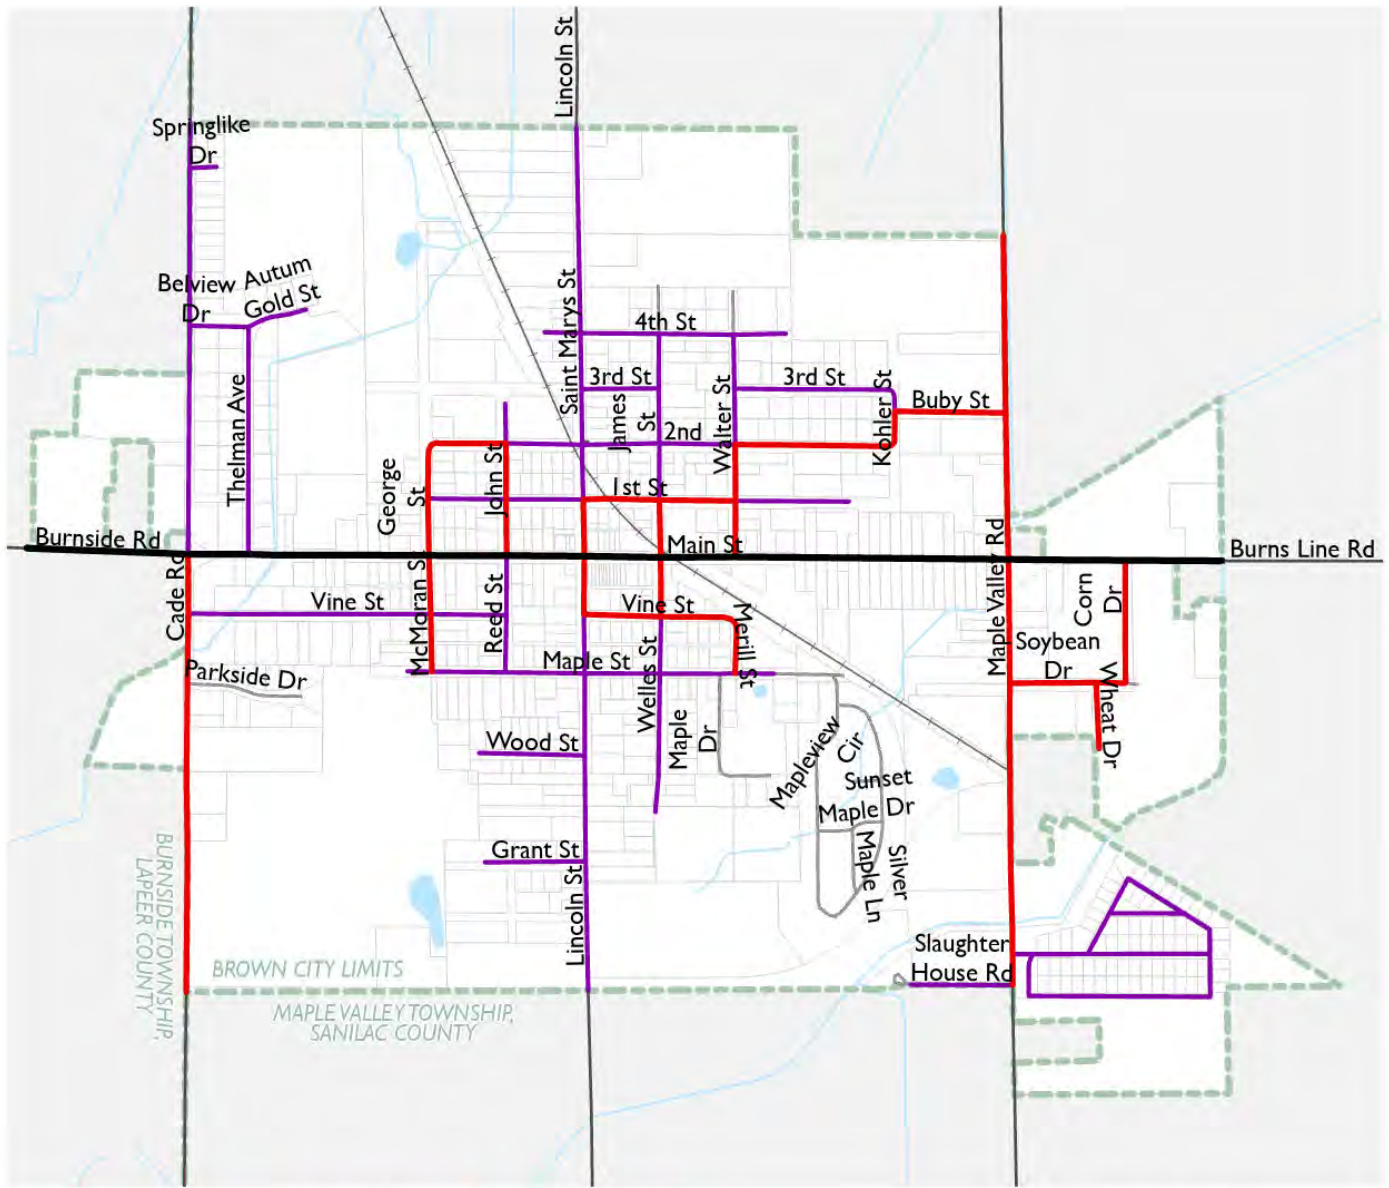 Lincoln St
Springlike
Dr
Belview
Dr
Autum
Gold St
Saint Marys St
4th St
3rd St
3rd St
Thelman Ave
James
St
Walter St
Kohler St
Buby St
2nd
George
St
John St
1st St
Burnside Rd
Main St
Burns Line Rd
Cade Rd
Vine St
McMoran St
Reed St
Vine St
Merill St
Maple Valley Rd
Corn
Dr
Soybean
Dr
Wheat Dr
Parkside Dr
Maple St
Welles St
Maple
Dr
Wood St
Mapleview
Cir
Sunset
Maple Dr
Silver
Maple Ln
Grant St
Lincoln St
Slaughter
House Rd
BURNSIDE TOWNSHIP,
LAPEER COUNTY
BROWN CITY LIMITS
MAPLE VALLEY TOWNSHIP,
SANILAC COUNTY